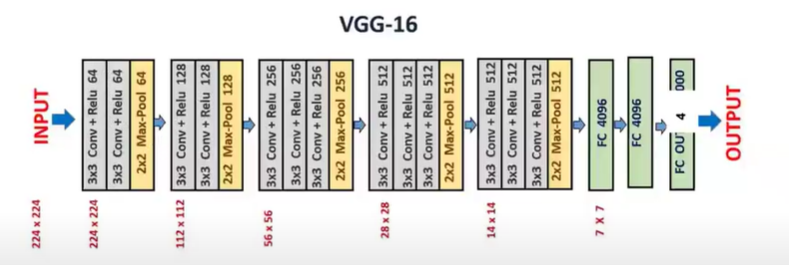 VGG-16
INPUT
3x3 Conv + Relu 64
3x3 Conv + Relu 64
2x2 Max-Pool 64
3x3 Conv + Relu 128
3x3 Conv + Relu 128
2x2 Max-Pool 128
3x3 Conv + Relu 256
3x3 Conv + Relu 256
3x3 Conv + Relu 256
2x2 Max-Pool 256
3x3 Conv + Relu 512
3x3 Conv + Relu 512
3x3 Conv + Relu 512
2x2 Max-Pool 512
3x3 Conv + Relu 512
3x3 Conv + Relu 512
3x3 Conv + Relu 512
2x2 Max-Pool 512
FC 4096
FC 4096
FC OU 4 000
OUTPUT
224 x 224
224 x 224
112 x 112
56 x 56
28 x 28
14 x 14
7 X 7